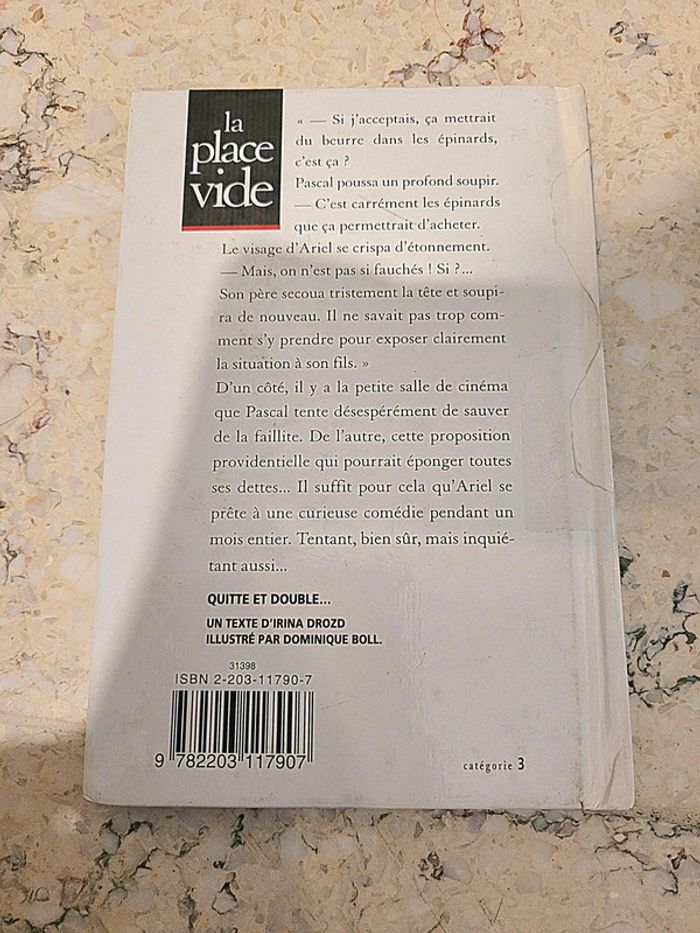 la
place
vide
« — Si j'acceptais, ça mettrait
du beurre dans les épinards,
c'est ça ?
Pascal poussa un profond soupir.
— C'est carrément les épinards
que ça permettrait d'acheter.
Le visage d'Ariel se crispa d'étonnement.
— Mais, on n'est pas si fauchés ! Si ?...
Son père secoua tristement la tête et soupi-
ra de nouveau. Il ne savait pas trop com-
ment s'y prendre pour exposer clairement
la situation à son fils. »
D'un côté, il y a la petite salle de cinéma
que Pascal tente désespérément de sauver
de la faillite. De l'autre, cette proposition
providentielle qui pourrait éponger toutes
ses dettes... Il suffit pour cela qu'Ariel se
prête à une curieuse comédie pendant un
mois entier. Tentant, bien sûr, mais inquié-
tant aussi...
QUITTE ET DOUBLE...
UN TEXTE D'IRINA DROZD
ILLUSTRÉ PAR DOMINIQUE BOLL.
31398
ISBN 2-203-11790-7
9 782203 117907
catégorie 3